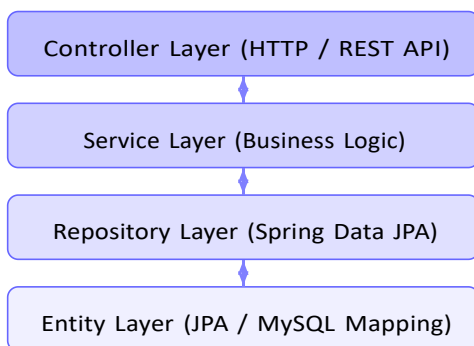 Controller Layer (HTTP / REST API)
Service Layer (Business Logic)
Repository Layer (Spring Data JPA)
Entity Layer (JPA / MySQL Mapping)